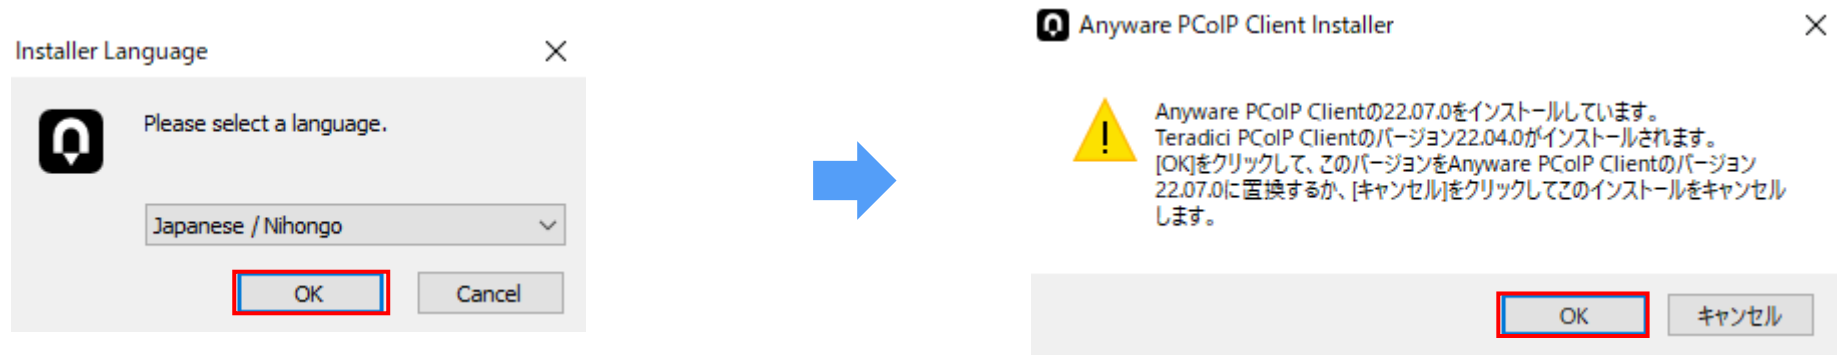 Installer Language
Please select a language.
Japanese / Nihongo
OK
Cancel
Anyware PCoIP Client Installer
Anyware PCoIP Clientの22.07.0をインストールしています。
Teradici PCoIP Clientのバージョン22.04.0がインストールされます。
[OK]をクリックして、このバージョンをAnyware PCoIP Clientのバージョン
22.07.0に置換するか、[キャンセル]をクリックしてこのインストールをキャンセル
します。
OK
キャンセル